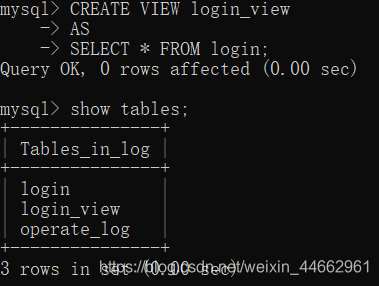 mysql> CREATE VIEW login_view
    -> AS
    -> SELECT * FROM login;
Query OK, 0 rows affected (0.00 sec)
mysql> show tables;
+---------------+
| Tables_in_log |
+---------------+
| login         |
| login_view    |
| operate_log   |
+---------------+
3 rows in set (0.00 sec)
https://blog.csdn.net/weixin_44662961